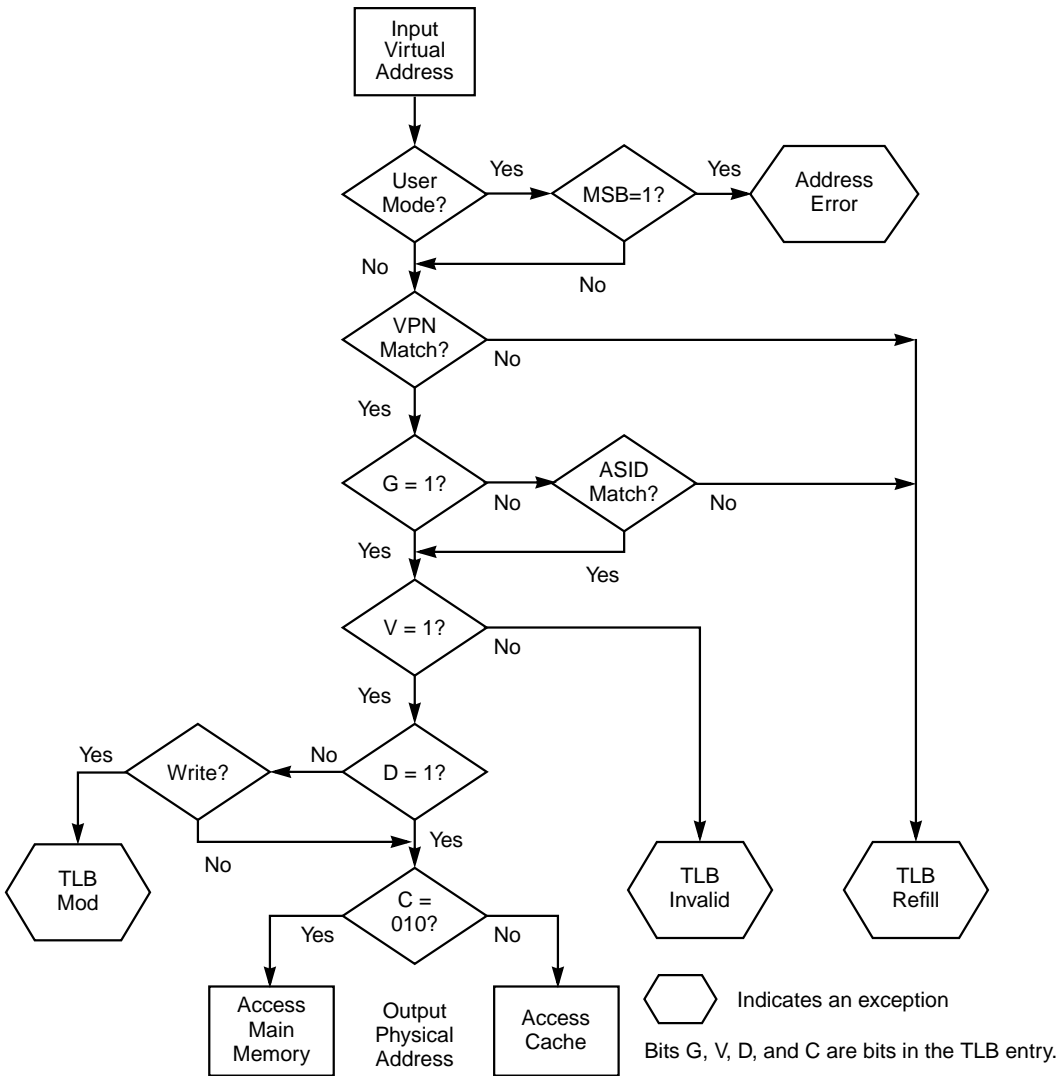 Input
Virtual
Address
User
Mode?
Yes
MSB=1?
Yes
Address
Error
No
No
VPN
Match?
No
Yes
G = 1?
No
ASID
Match?
No
Yes
Yes
V = 1?
No
Yes
Yes
Write?
No
D = 1?
No
Yes
TLB
Mod
TLB
Invalid
TLB
Refill
C =
010?
Yes
No
Access
Main
Memory
Output
Physical
Address
Access
Cache
Indicates an exception
Bits G, V, D, and C are bits in the TLB entry.